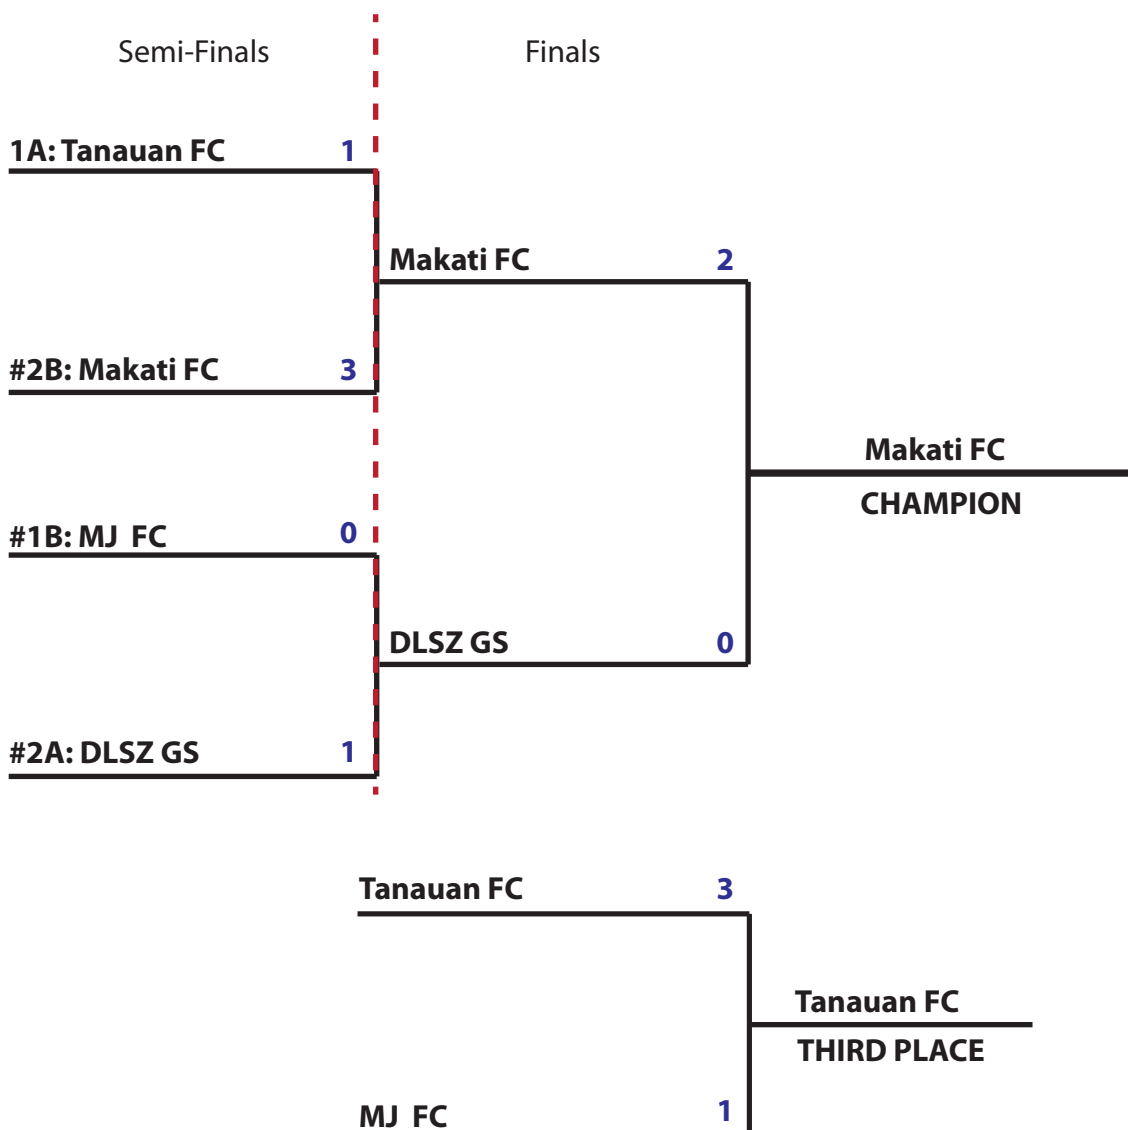 Semi-Finals Finals
1A: Tanauan FC 1
Makati FC 2
#2B: Makati FC 3
Makati FC
CHAMPION
#1B: MJ  FC 0
DLSZ GS 0
#2A: DLSZ GS 1
Tanauan FC 3
Tanauan FC
THIRD PLACE
MJ  FC 1